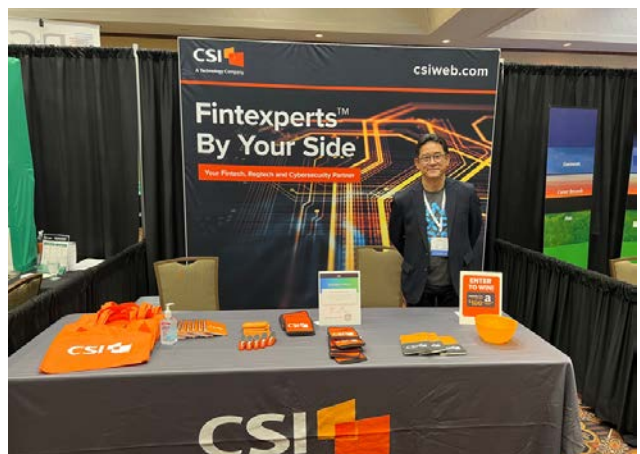 CSI
A Technology Company
csiweb.com
Fintexperts™
By Your Side
Your Fintech, Regtech and Cybersecurity Partner
ENTER
TO WIN!
CSI
CSI
CSI